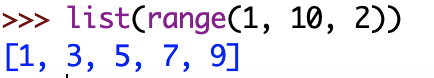 >>> list(range(1, 10, 2))
[1, 3, 5, 7, 9]